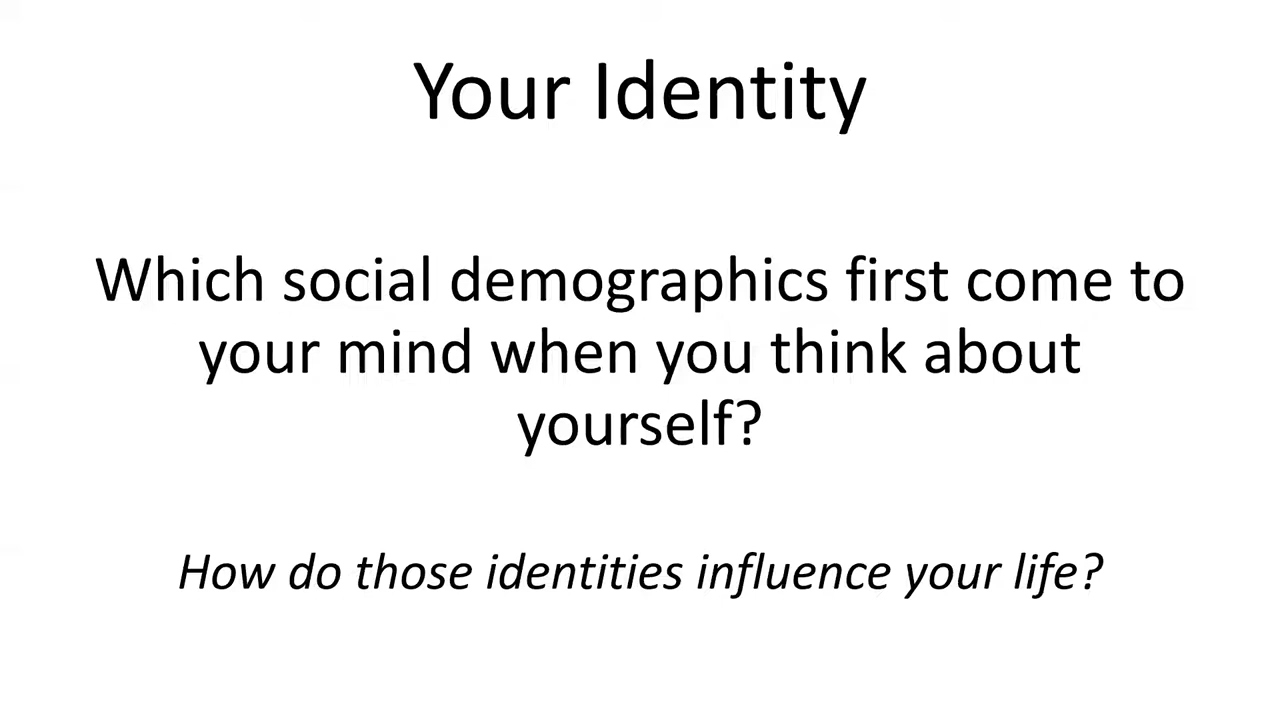 Your Identity
Which social demographics first come to
your mind when you think about
yourself?
How do those identities influence your life?